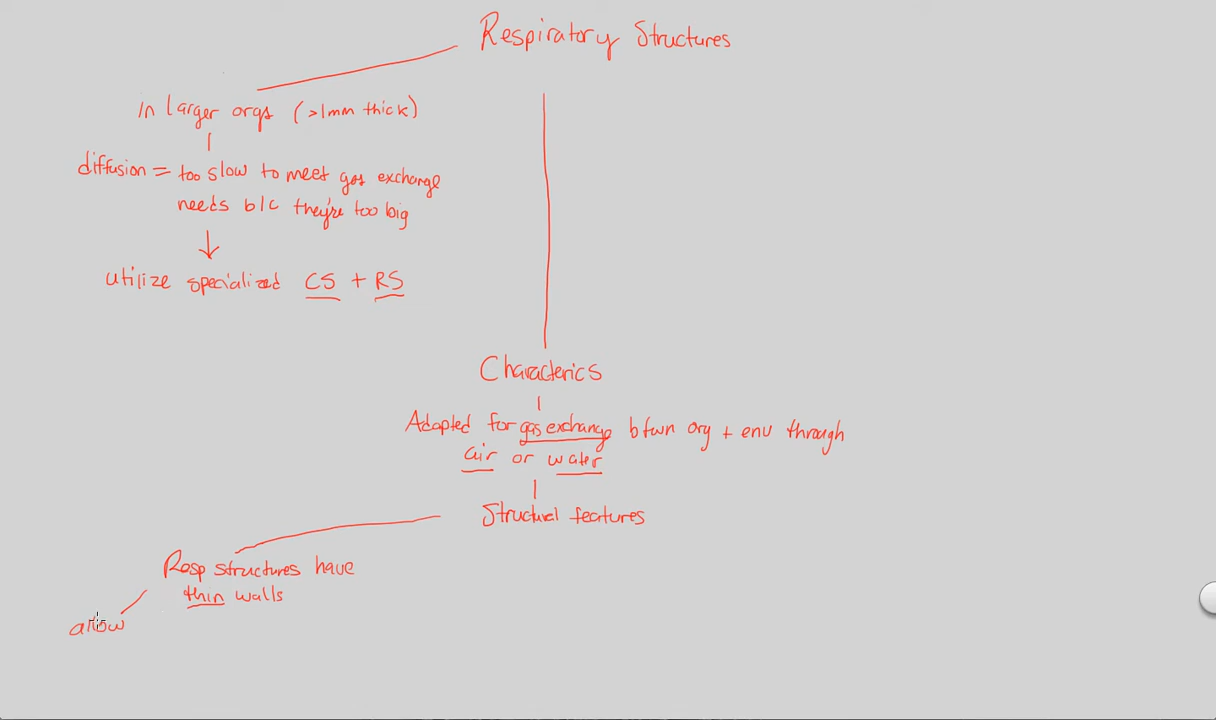 Respiratory Structures
in larger orgs (>1mm thick)
diffusion = too slow to meet gas exchange
needs b/c they're too big
utilize specialized CS + RS
Characterics
Adapted for gas exchange btwn org + env through
air or water
Structural features
Resp structures have
thin walls
allow